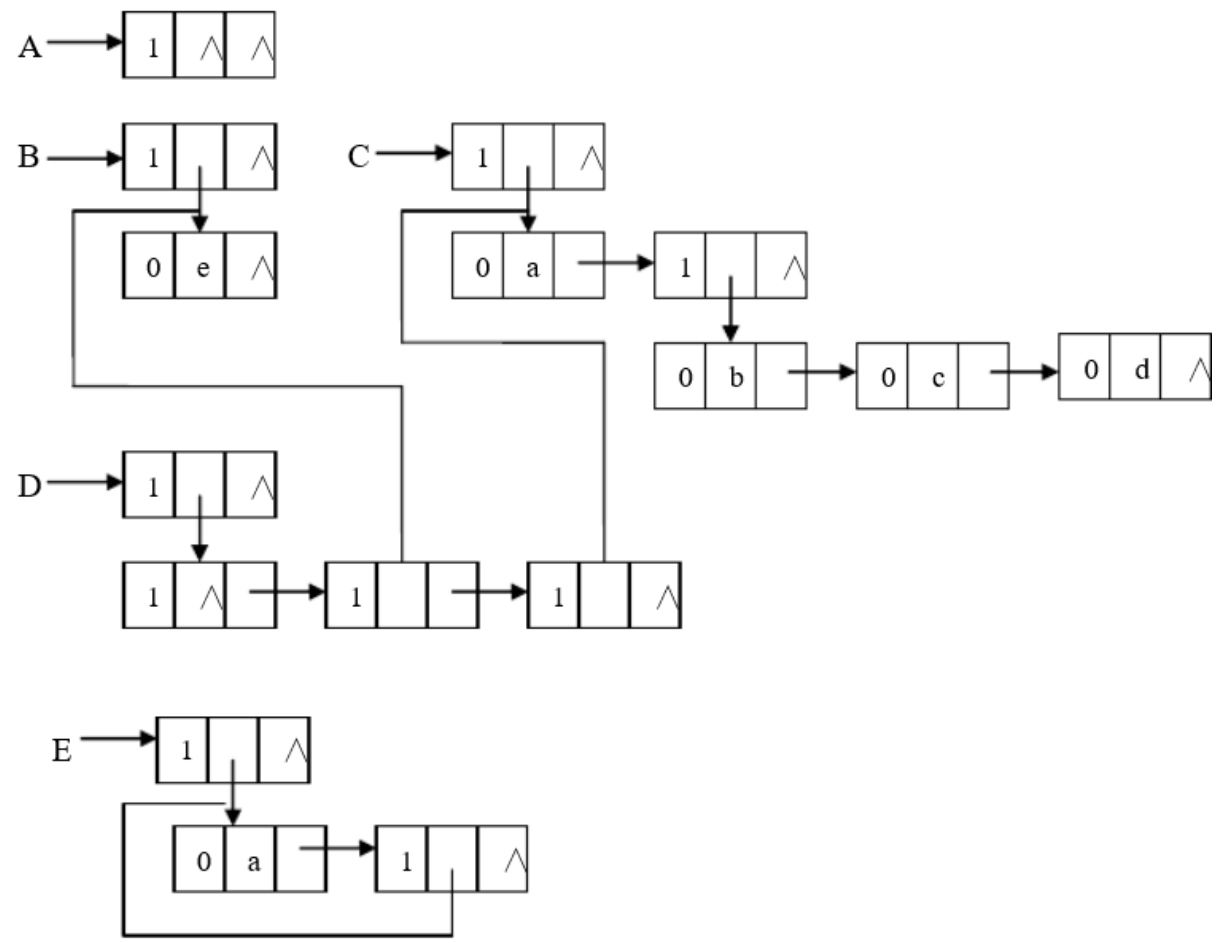 A 1 ∧ ∧
B 1 ∧ C 1 ∧
0 e ∧ 0 a 1 ∧
0 b 0 c 0 d ∧
D 1 ∧
1 ∧ 1 1 ∧
E 1 ∧
0 a 1 ∧